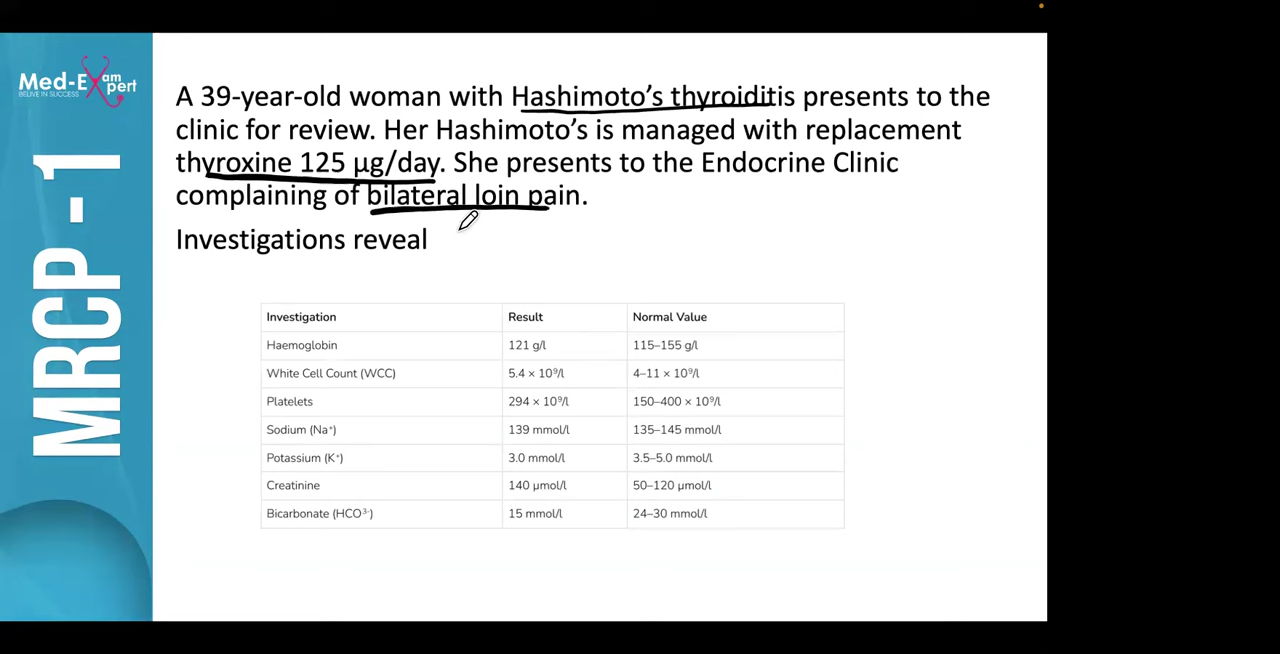 Med-Exam
pert
BELIVE IN SUCCESS
MRCP - 1
A 39-year-old woman with Hashimoto's thyroiditis presents to the
clinic for review. Her Hashimoto's is managed with replacement
thyroxine 125 µg/day. She presents to the Endocrine Clinic
complaining of bilateral loin pain.
Investigations reveal
Investigation Result Normal Value
Haemoglobin 121 g/l 115–155 g/l
White Cell Count (WCC) 5.4 × 10⁹/l 4–11 × 10⁹/l
Platelets 294 × 10⁹/l 150–400 × 10⁹/l
Sodium (Na⁺) 139 mmol/l 135–145 mmol/l
Potassium (K⁺) 3.0 mmol/l 3.5–5.0 mmol/l
Creatinine 140 µmol/l 50–120 µmol/l
Bicarbonate (HCO³⁻) 15 mmol/l 24–30 mmol/l